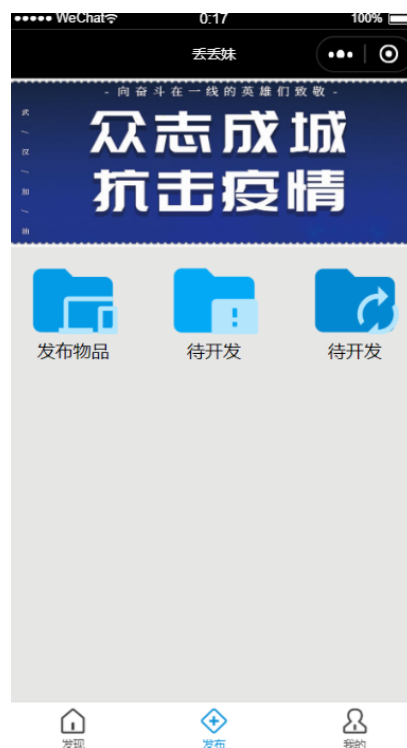 WeChat 0:17 100%
丢丢妹
- 向奋斗在一线的英雄们致敬 -
众志成城
抗击疫情
武/汉/加/油
发布物品 待开发 待开发
发现 发布 我的